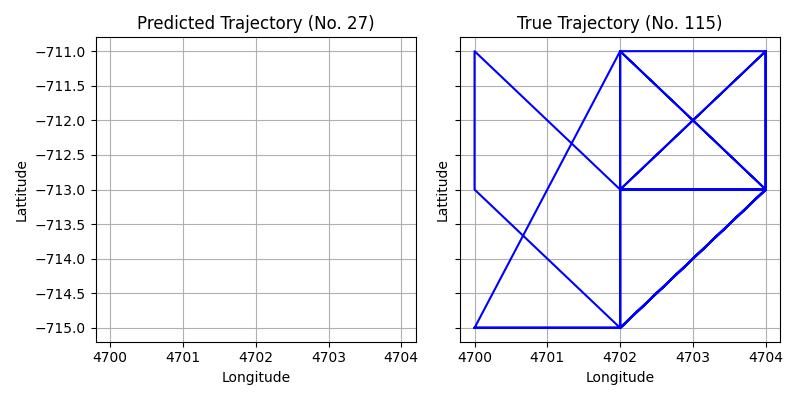 Predicted Trajectory (No. 27)
−711.0
−711.5
−712.0
−712.5
−713.0
−713.5
−714.0
−714.5
−715.0
Lattitude
4700 4701 4702 4703 4704
Longitude
True Trajectory (No. 115)
Lattitude
4700 4701 4702 4703 4704
Longitude